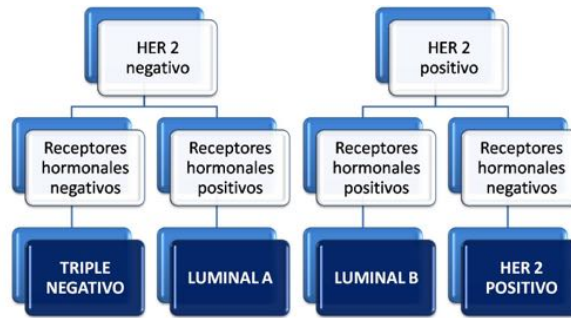 HER 2
negativo
HER 2
positivo
Receptores
hormonales
negativos
Receptores
hormonales
positivos
Receptores
hormonales
positivos
Receptores
hormonales
negativos
TRIPLE
NEGATIVO
LUMINAL A
LUMINAL B
HER 2
POSITIVO